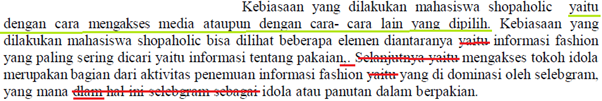 Kebiasaan yang dilakukan mahasiswa shopaholic yaitu
dengan cara mengakses media ataupun dengan cara- cara lain yang dipilih. Kebiasaan yang
dilakukan mahasiswa shopaholic bisa dilihat beberapa elemen diantaranya yaitu informasi fashion
yang paling sering dicari yaitu informasi tentang pakaian.. Selanjutnya yaitu mengakses tokoh idola
merupakan bagian dari aktivitas penemuan informasi fashion yaitu yang di dominasi oleh selebgram,
yang mana dlam hal ini selebgram sebagai idola atau panutan dalam berpakian.